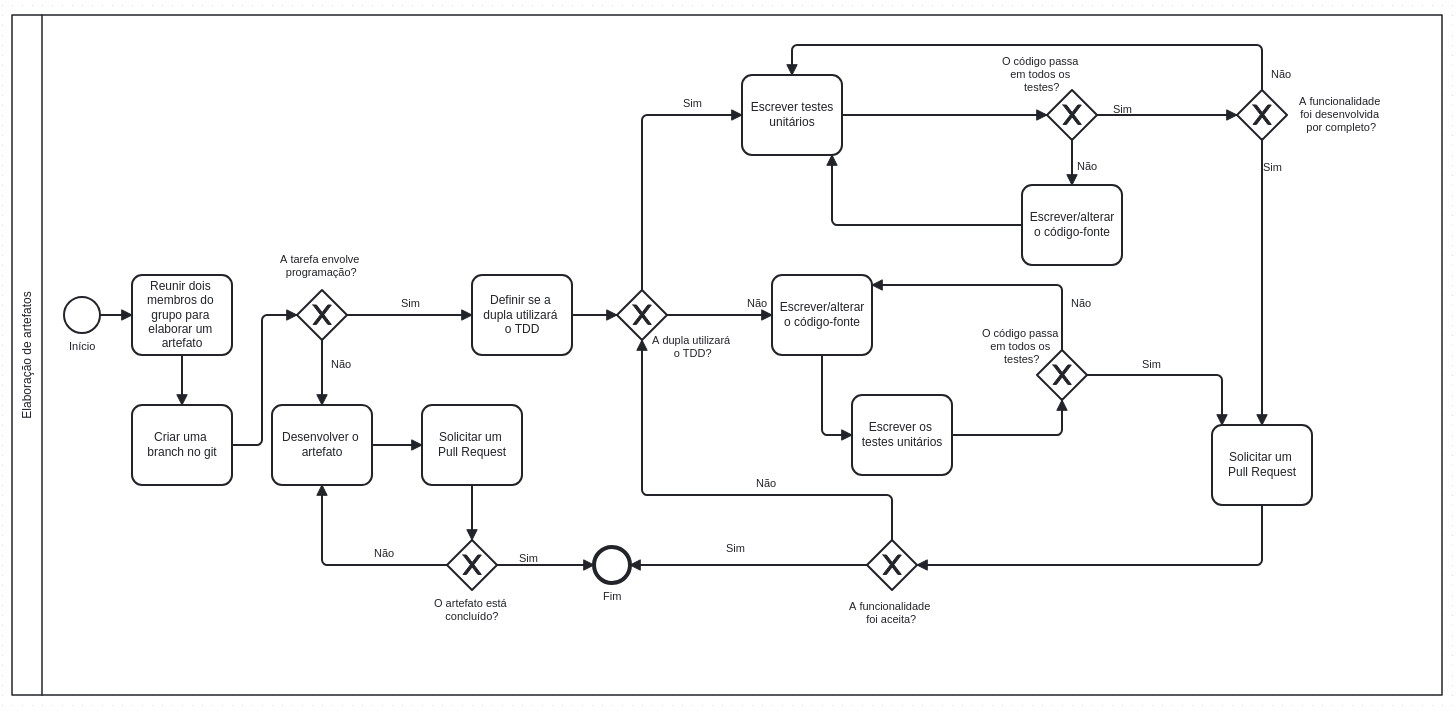 Elaboração de artefatos
Início
Reunir dois
membros do
grupo para
elaborar um
artefato
Criar uma
branch no git
A tarefa envolve
programação?
Sim
Não
Desenvolver o
artefato
Solicitar um
Pull Request
O artefato está
concluído?
Não
Sim
Fim
Definir se a
dupla utilizará
o TDD
A dupla utilizará
o TDD?
Sim
Escrever testes
unitários
O código passa
em todos os
testes?
Sim
Não
Escrever/alterar
o código-fonte
Não
A funcionalidade
foi desenvolvida
por completo?
Sim
Não
Escrever/alterar
o código-fonte
Escrever os
testes unitários
O código passa
em todos os
testes?
Não
Sim
Solicitar um
Pull Request
A funcionalidade
foi aceita?
Não
Sim